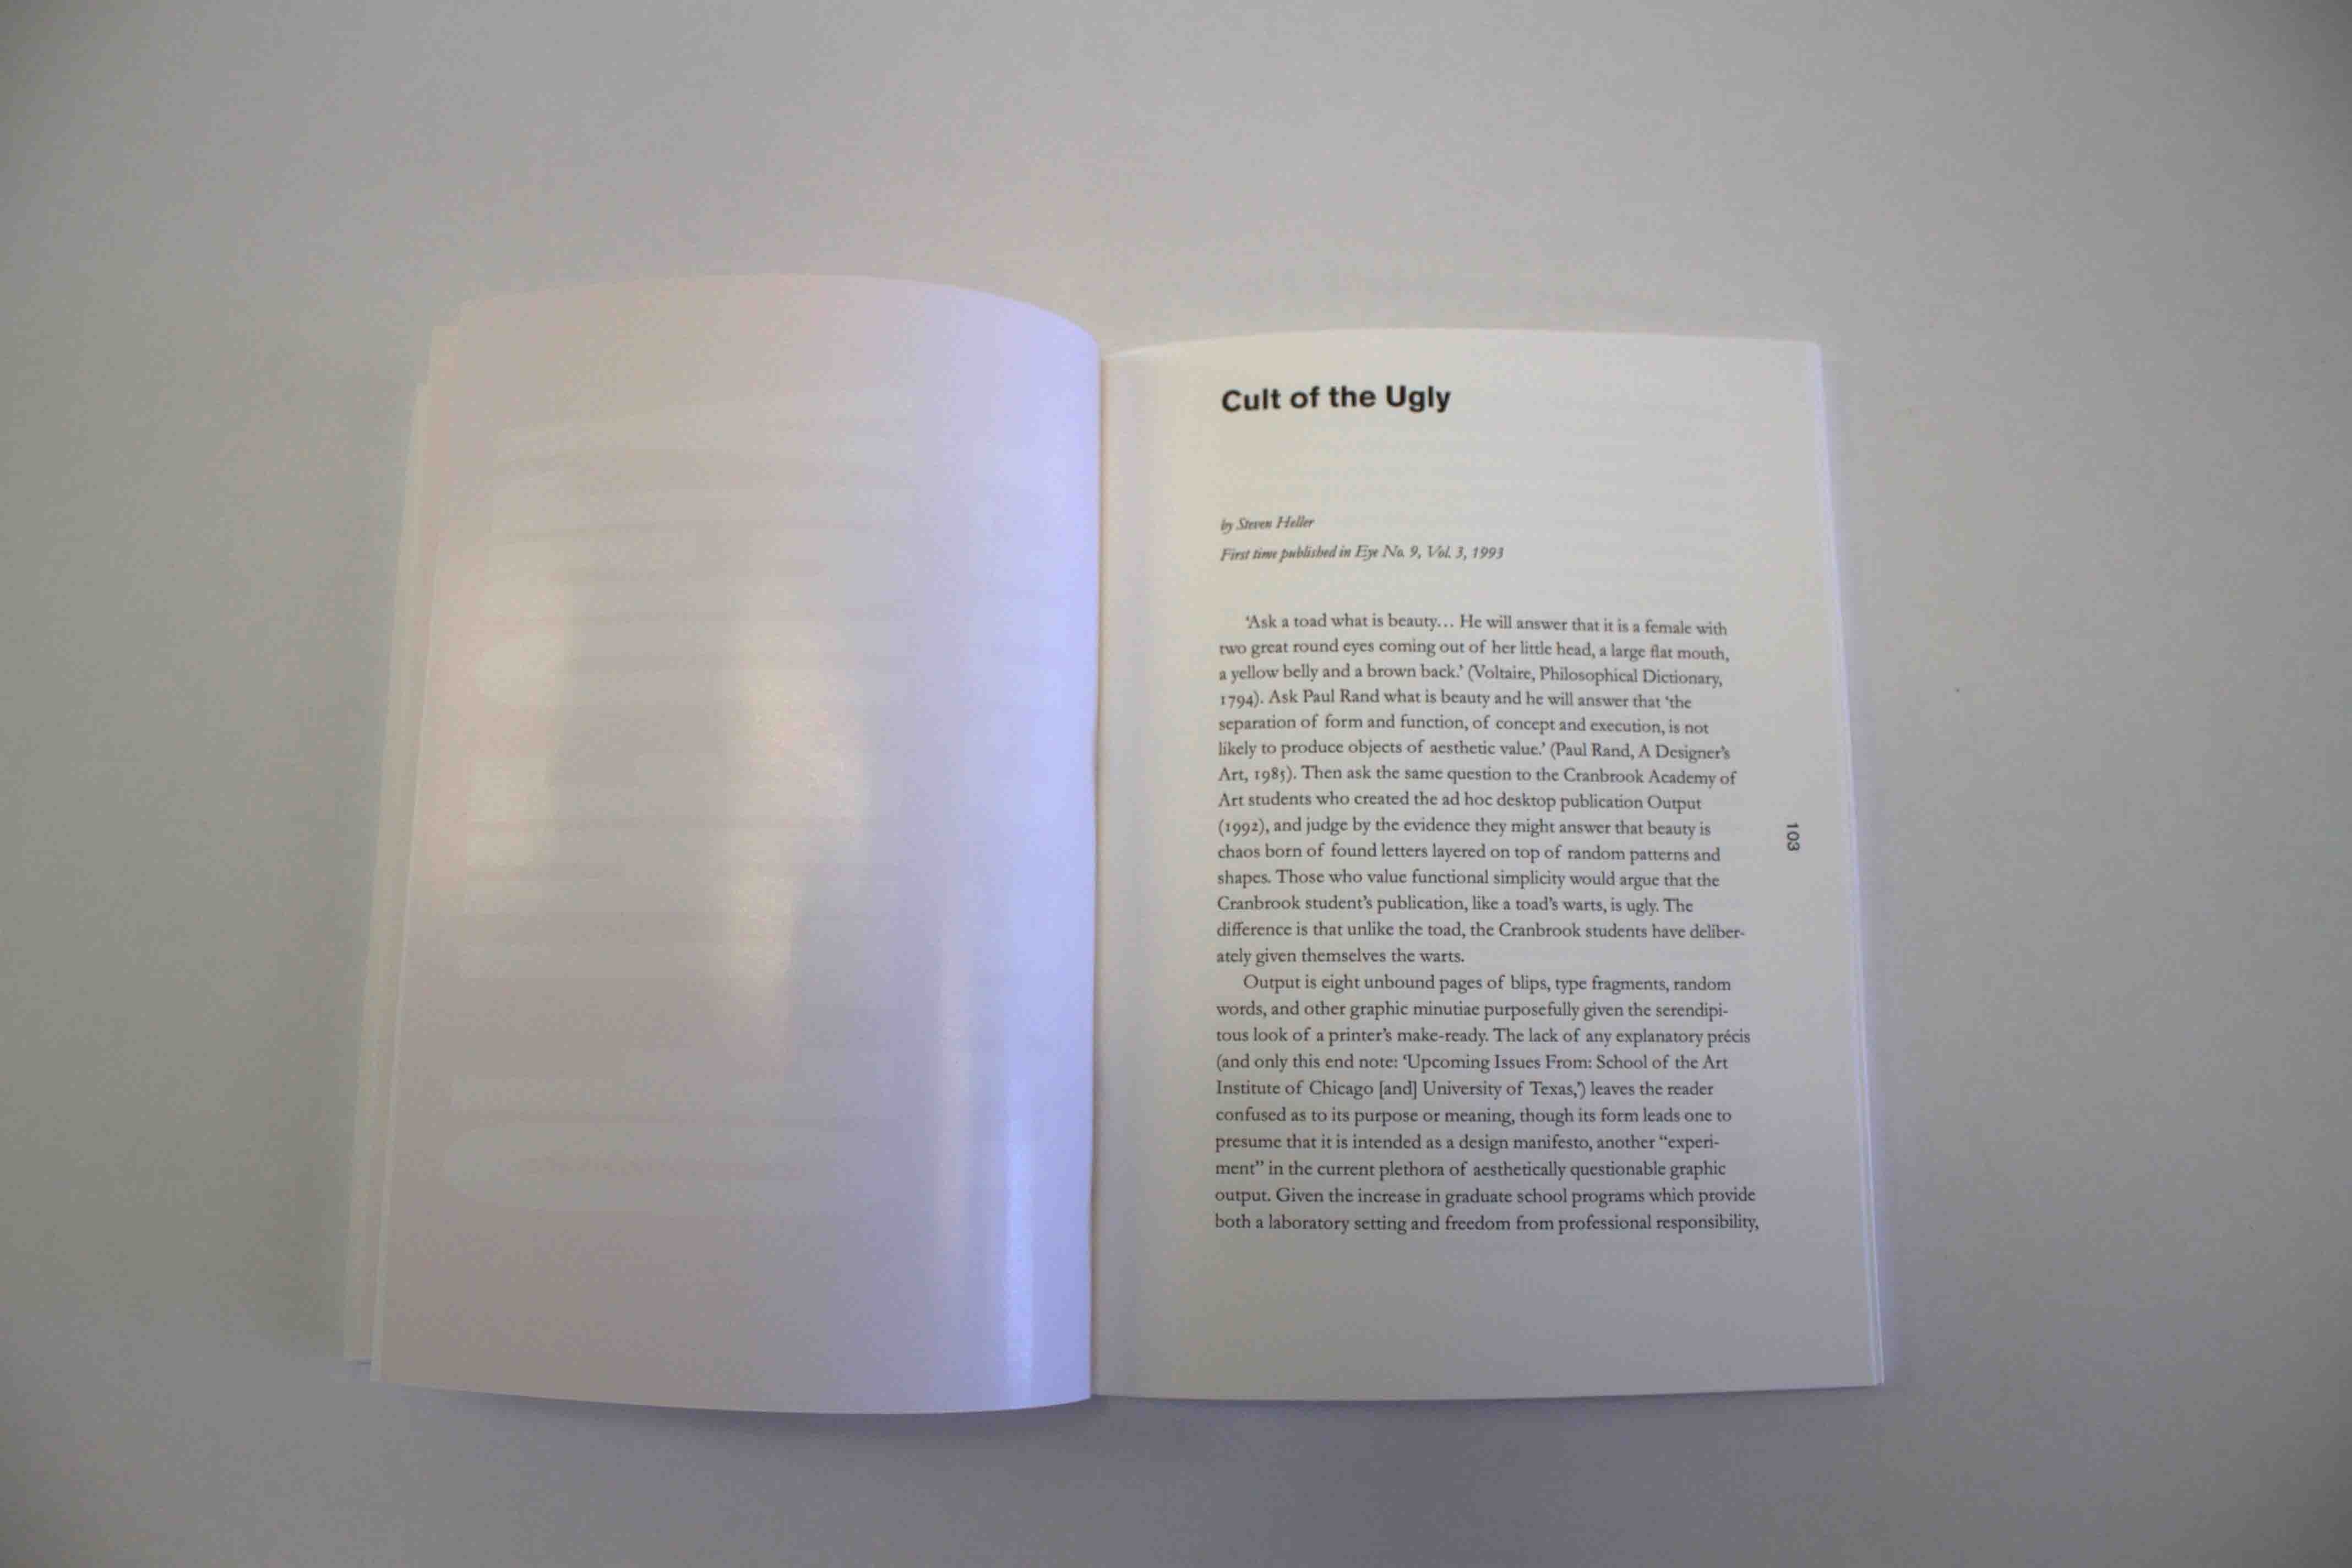 Cult of the Ugly
by Steven Heller
First time published in Eye No. 9, Vol. 3, 1993
‘Ask a toad what is beauty… He will answer that it is a female with
two great round eyes coming out of her little head, a large flat mouth,
a yellow belly and a brown back.’ (Voltaire, Philosophical Dictionary,
1794). Ask Paul Rand what is beauty and he will answer that ‘the
separation of form and function, of concept and execution, is not
likely to produce objects of aesthetic value.’ (Paul Rand, A Designer’s
Art, 1985). Then ask the same question to the Cranbrook Academy of
Art students who created the ad hoc desktop publication Output
(1992), and judge by the evidence they might answer that beauty is
chaos born of found letters layered on top of random patterns and
shapes. Those who value functional simplicity would argue that the
Cranbrook student’s publication, like a toad’s warts, is ugly. The
difference is that unlike the toad, the Cranbrook students have deliber-
ately given themselves the warts.
Output is eight unbound pages of blips, type fragments, random
words, and other graphic minutiae purposefully given the serendipi-
tous look of a printer’s make-ready. The lack of any explanatory précis
(and only this end note: ‘Upcoming Issues From: School of the Art
Institute of Chicago [and] University of Texas,’) leaves the reader
confused as to its purpose or meaning, though its form leads one to
presume that it is intended as a design manifesto, another “experi-
ment” in the current plethora of aesthetically questionable graphic
output. Given the increase in graduate school programs which provide
both a laboratory setting and freedom from professional responsibility,
103